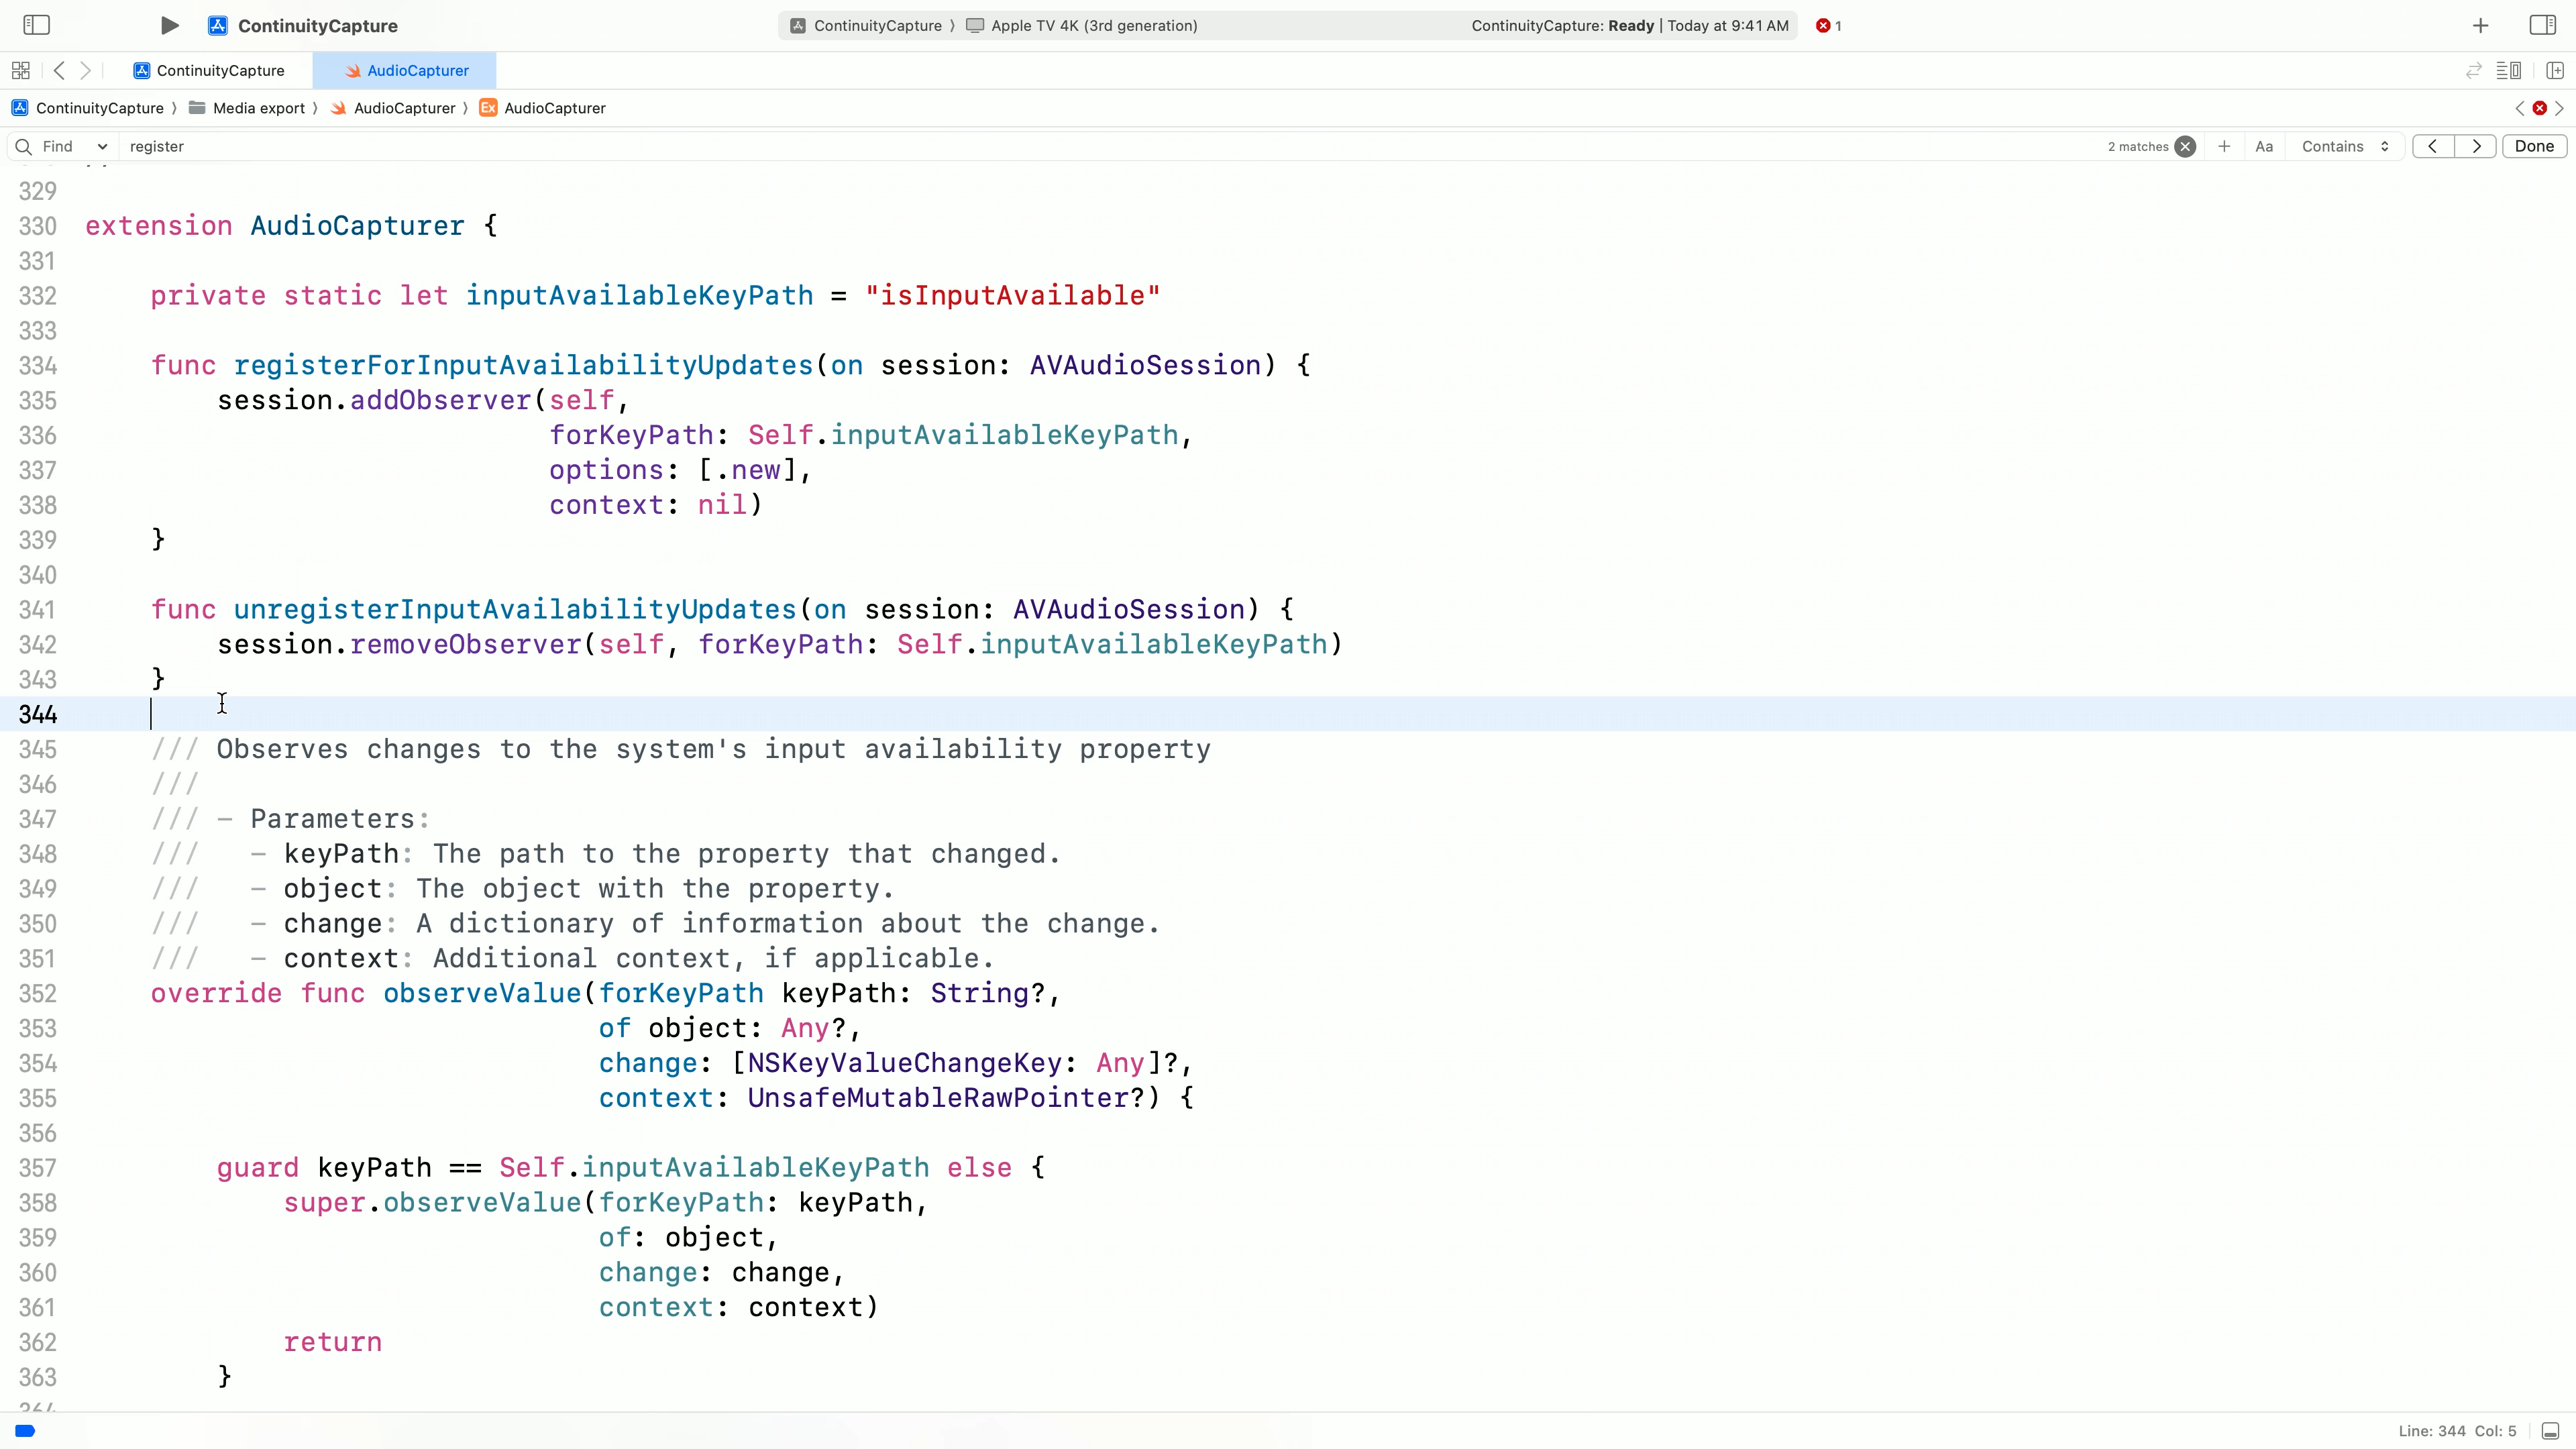 ContinuityCapture
ContinuityCapture 〉 Apple TV 4K (3rd generation)
ContinuityCapture: Ready | Today at 9:41 AM
1
ContinuityCapture
AudioCapturer
ContinuityCapture 〉 Media export 〉 AudioCapturer 〉 Ex AudioCapturer
Find register 2 matches Aa Contains Done
329
330 extension AudioCapturer {
331
332 private static let inputAvailableKeyPath = "isInputAvailable"
333
334 func registerForInputAvailabilityUpdates(on session: AVAudioSession) {
335 session.addObserver(self,
336 forKeyPath: Self.inputAvailableKeyPath,
337 options: [.new],
338 context: nil)
339 }
340
341 func unregisterInputAvailabilityUpdates(on session: AVAudioSession) {
342 session.removeObserver(self, forKeyPath: Self.inputAvailableKeyPath)
343 }
344
345 /// Observes changes to the system's input availability property
346 ///
347 /// – Parameters:
348 /// – keyPath: The path to the property that changed.
349 /// – object: The object with the property.
350 /// – change: A dictionary of information about the change.
351 /// – context: Additional context, if applicable.
352 override func observeValue(forKeyPath keyPath: String?,
353 of object: Any?,
354 change: [NSKeyValueChangeKey: Any]?,
355 context: UnsafeMutableRawPointer?) {
356
357 guard keyPath == Self.inputAvailableKeyPath else {
358 super.observeValue(forKeyPath: keyPath,
359 of: object,
360 change: change,
361 context: context)
362 return
363 }
364
Line: 344 Col: 5